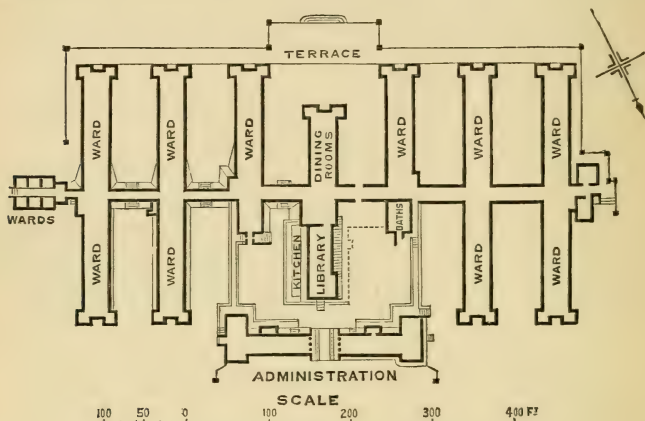 TERRACE
WARD
WARD
WARD
DINING
ROOMS
WARD
WARD
WARD
WARDS
WARD
WARD
KITCHEN
LIBRARY
BATHS
WARD
WARD
ADMINISTRATION
SCALE
100 50 0 100 200 300 400 FT